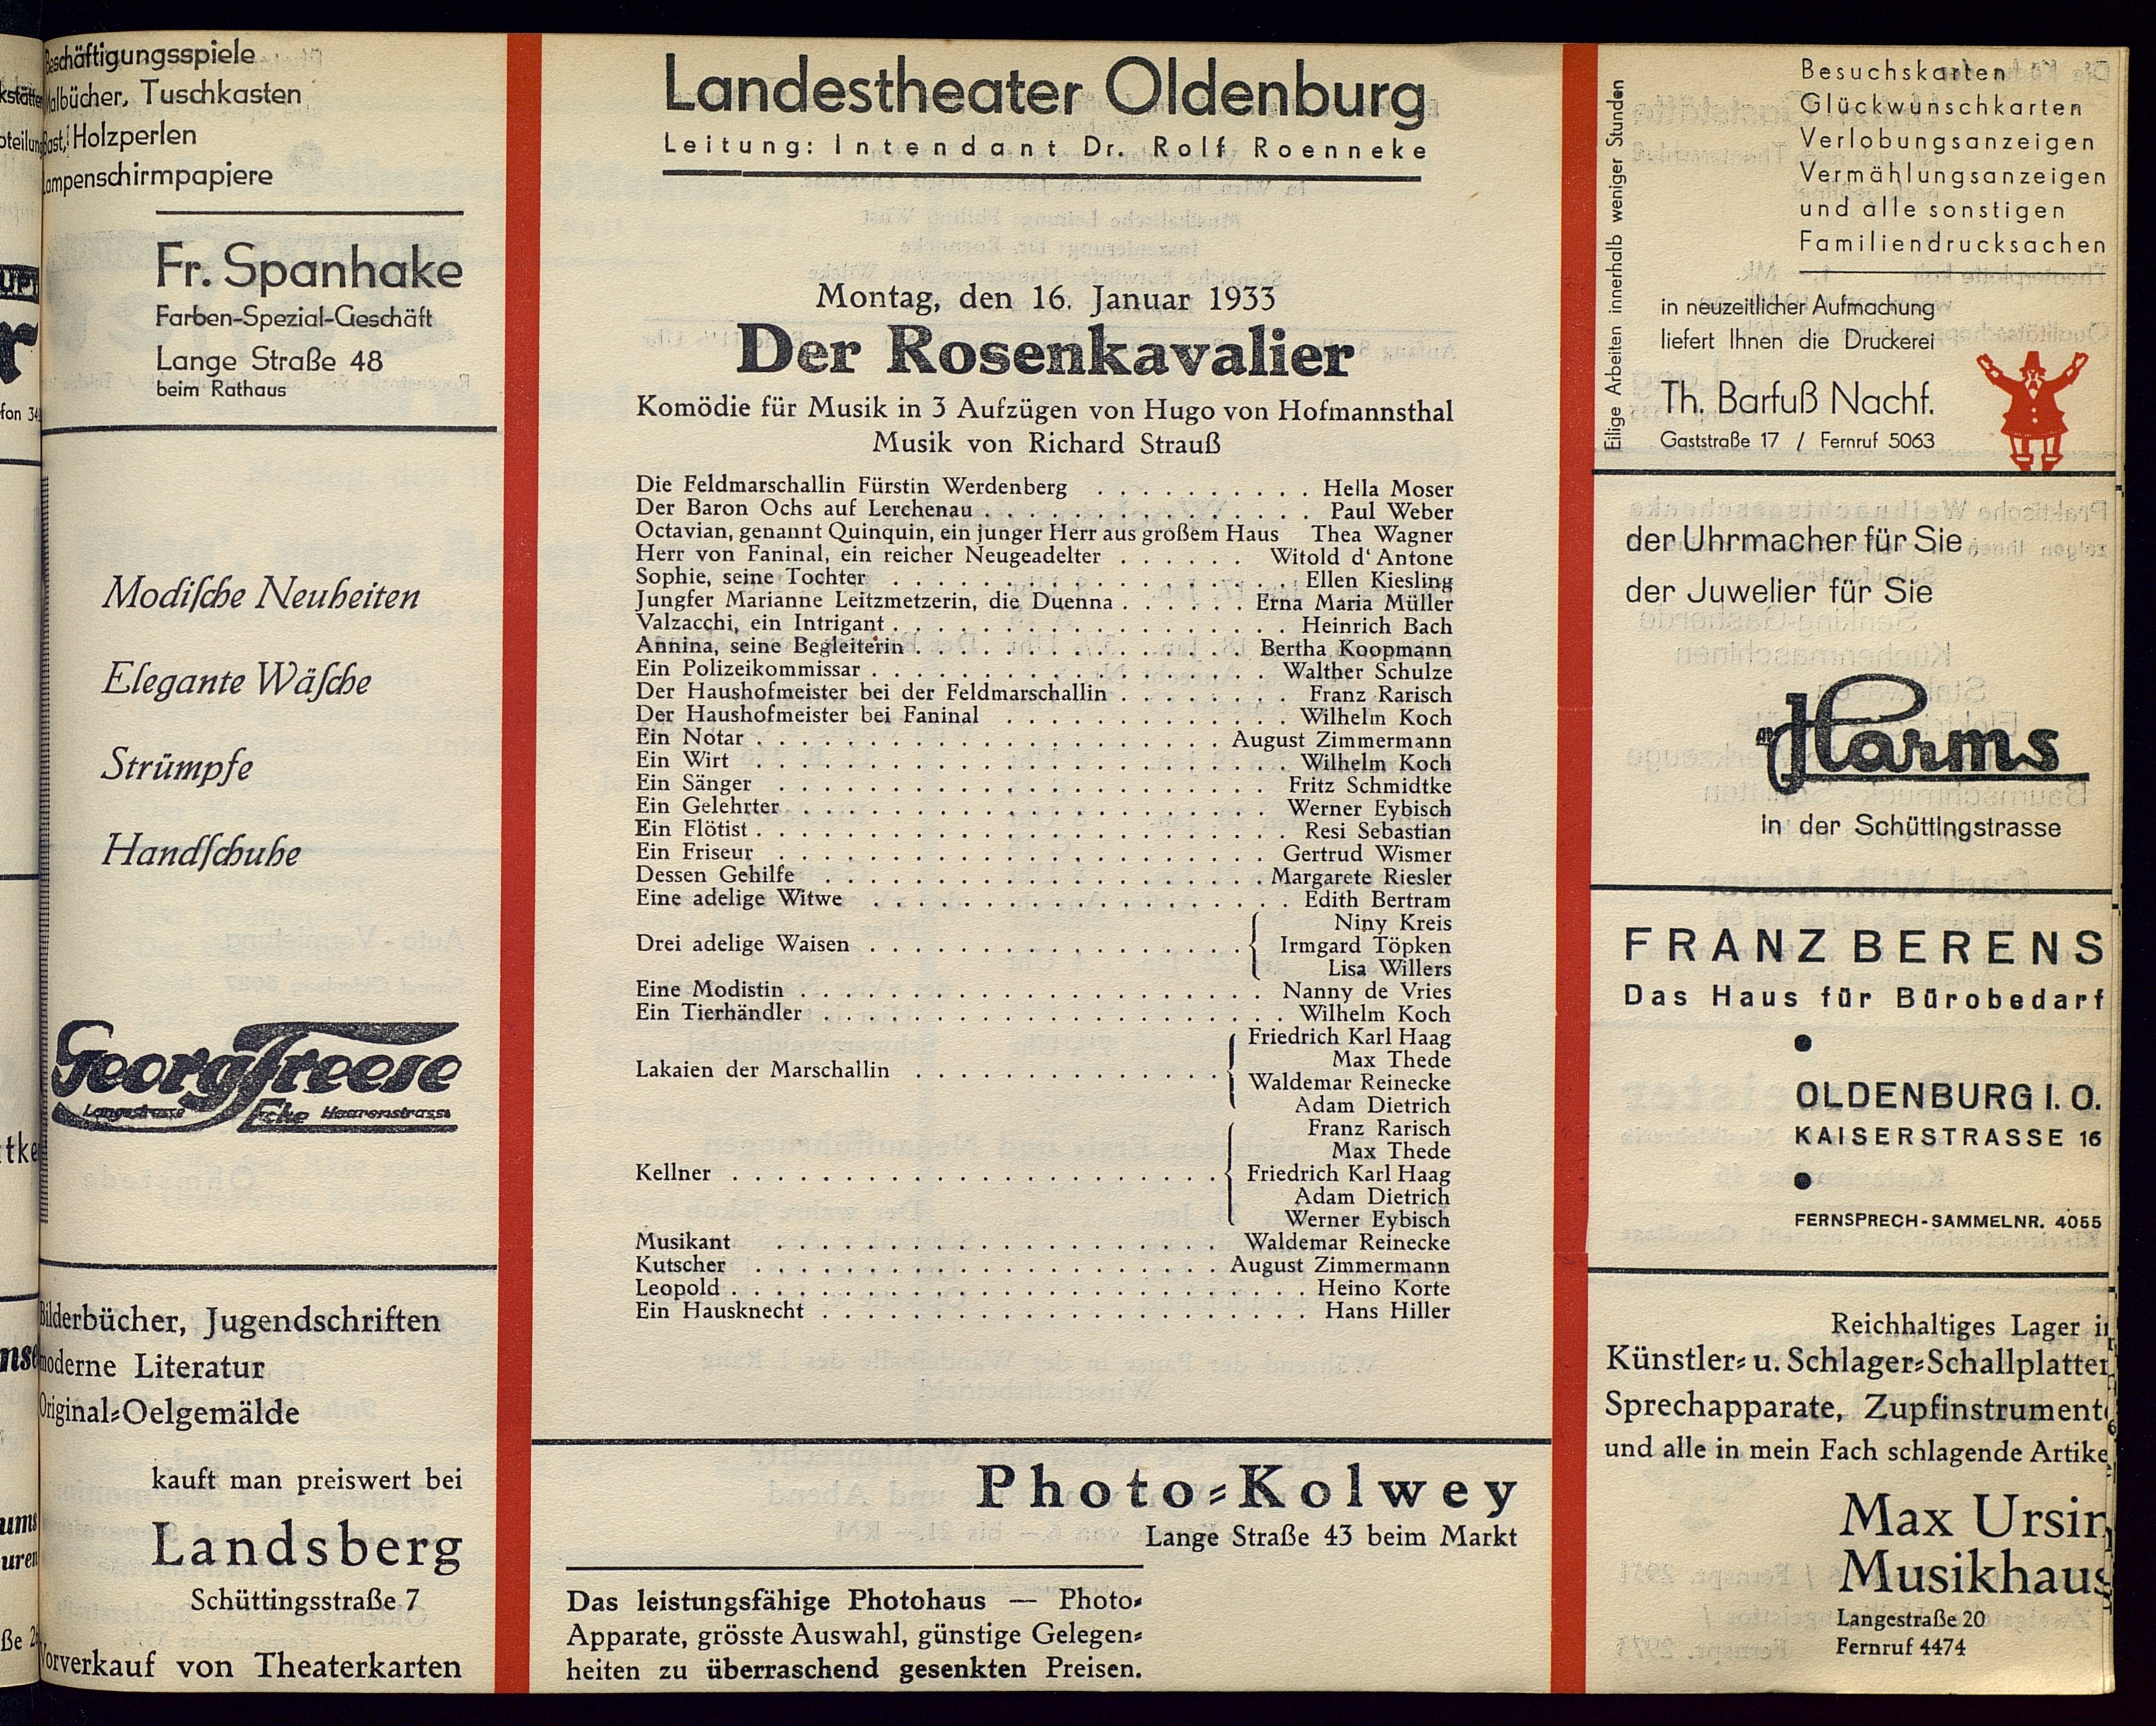 Beschäftigungsspiele
Malbücher, Tuschkasten
Bast, Holzperlen
Lampenschirmpapiere
Fr. Spanhake
Farben-Spezial-Geschäft
Lange Straße 48
beim Rathaus
Modische Neuheiten
Elegante Wäsche
Strümpfe
Handschuhe
Georg Freese
Langestrasse Ecke Haarenstrasse
Bilderbücher, Jugendschriften
moderne Literatur
Original-Oelgemälde
kauft man preiswert bei
Landsberg
Schüttingsstraße 7
Vorverkauf von Theaterkarten
Landestheater Oldenburg
Leitung: Intendant Dr. Rolf Roenneke
Montag, den 16. Januar 1933
Der Rosenkavalier
Komödie für Musik in 3 Aufzügen von Hugo von Hofmannsthal
Musik von Richard Strauß
Die Feldmarschallin Fürstin Werdenberg . . . . . . . . . . Hella Moser
Der Baron Ochs auf Lerchenau . . . . . . . . . . . . . . . Paul Weber
Octavian, genannt Quinquin, ein junger Herr aus großem Haus Thea Wagner
Herr von Faninal, ein reicher Neugeadelter . . . . . . Witold d'Antone
Sophie, seine Tochter . . . . . . . . . . . . . . . . . . Ellen Kiesling
Jungfer Marianne Leitzmetzerin, die Duenna . . . . . . Erna Maria Müller
Valzacchi, ein Intrigant . . . . . . . . . . . . . . . . . . Heinrich Bach
Annina, seine Begleiterin . . . . . . . . . . . . . . . Bertha Koopmann
Ein Polizeikommissar . . . . . . . . . . . . . . . . . . Walther Schulze
Der Haushofmeister bei der Feldmarschallin . . . . . . . Franz Rarisch
Der Haushofmeister bei Faninal . . . . . . . . . . . . . Wilhelm Koch
Ein Notar . . . . . . . . . . . . . . . . . . . . . August Zimmermann
Ein Wirt . . . . . . . . . . . . . . . . . . . . . . . . Wilhelm Koch
Ein Sänger . . . . . . . . . . . . . . . . . . . . . . . Fritz Schmidtke
Ein Gelehrter . . . . . . . . . . . . . . . . . . . . . . Werner Eybisch
Ein Flötist . . . . . . . . . . . . . . . . . . . . . . . Resi Sebastian
Ein Friseur . . . . . . . . . . . . . . . . . . . . . . Gertrud Wismer
Dessen Gehilfe . . . . . . . . . . . . . . . . . . . . Margarete Riesler
Eine adelige Witwe . . . . . . . . . . . . . . . . . . . Edith Bertram
Niny Kreis
Drei adelige Waisen . . . . . . . . . . . . . . . . . Irmgard Töpken
Lisa Willers
Eine Modistin . . . . . . . . . . . . . . . . . . . . . Nanny de Vries
Ein Tierhändler . . . . . . . . . . . . . . . . . . . . . Wilhelm Koch
Friedrich Karl Haag
Max Thede
Lakaien der Marschallin . . . . . . . . . . . . . .
Waldemar Reinecke
Adam Dietrich
Franz Rarisch
Max Thede
Kellner . . . . . . . . . . . . . . . . . . . . . . Friedrich Karl Haag
Adam Dietrich
Werner Eybisch
Musikant . . . . . . . . . . . . . . . . . . . . Waldemar Reinecke
Kutscher . . . . . . . . . . . . . . . . . . . . . August Zimmermann
Leopold . . . . . . . . . . . . . . . . . . . . . . . . . . Heino Korte
Ein Hausknecht . . . . . . . . . . . . . . . . . . . . . . Hans Hiller
Photo-Kolwey
Lange Straße 43 beim Markt
Das leistungsfähige Photohaus — Photo-
Apparate, grösste Auswahl, günstige Gelegen-
heiten zu überraschend gesenkten Preisen.
Eilige Arbeiten innerhalb weniger Stunden
Besuchskarten
Glückwunschkarten
Verlobungsanzeigen
Vermählungsanzeigen
und alle sonstigen
Familiendrucksachen
in neuzeitlicher Aufmachung
liefert Ihnen die Druckerei
Th. Barfuß Nachf.
Gaststraße 17 / Fernruf 5063
der Uhrmacher für Sie
der Juwelier für Sie
Harms
in der Schüttingstrasse
FRANZ BERENS
Das Haus für Bürobedarf
OLDENBURG I. O.
KAISERSTRASSE 16
FERNSPRECH-SAMMELNR. 4055
Reichhaltiges Lager in
Künstler- u. Schlager-Schallplatten
Sprechapparate, Zupfinstrumente
und alle in mein Fach schlagende Artikel
Max Ursin
Musikhaus
Langestraße 20
Fernruf 4474